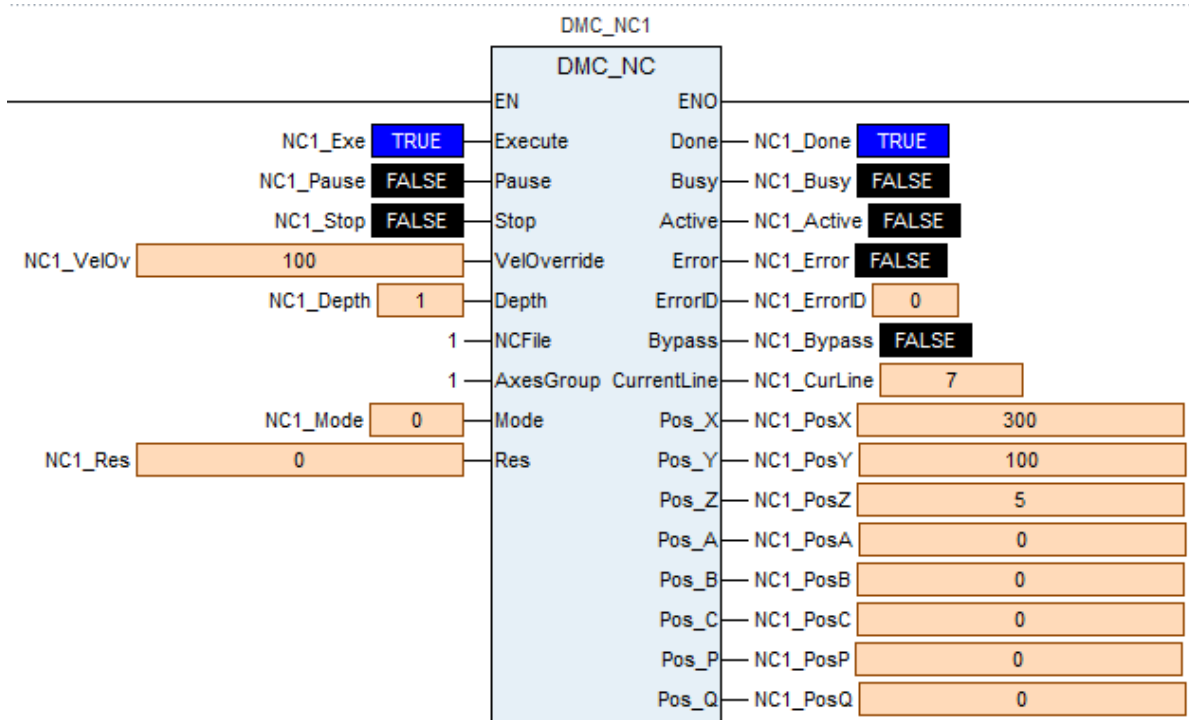 DMC_NC1
DMC_NC
EN ENO
NC1_Exe TRUE Execute Done NC1_Done TRUE
NC1_Pause FALSE Pause Busy NC1_Busy FALSE
NC1_Stop FALSE Stop Active NC1_Active FALSE
NC1_VelOv 100 VelOverride Error NC1_Error FALSE
NC1_Depth 1 Depth ErrorID NC1_ErrorID 0
1 NCFile Bypass NC1_Bypass FALSE
1 AxesGroup CurrentLine NC1_CurLine 7
NC1_Mode 0 Mode Pos_X NC1_PosX 300
NC1_Res 0 Res Pos_Y NC1_PosY 100
Pos_Z NC1_PosZ 5
Pos_A NC1_PosA 0
Pos_B NC1_PosB 0
Pos_C NC1_PosC 0
Pos_P NC1_PosP 0
Pos_Q NC1_PosQ 0